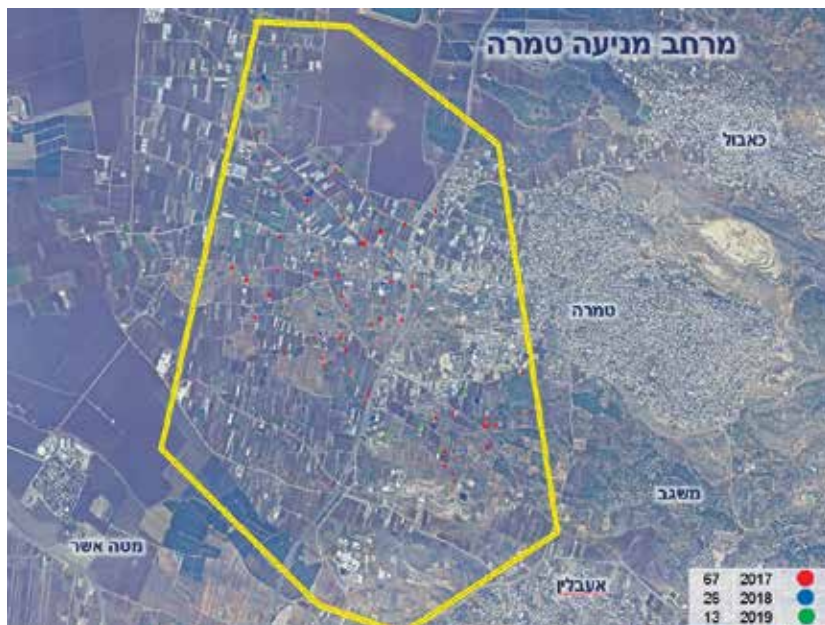 מרחב מניעה טמרה
כאבול
טמרה
משגב
מטה אשר
אעבלין
2017 67
2018 26
2019 13